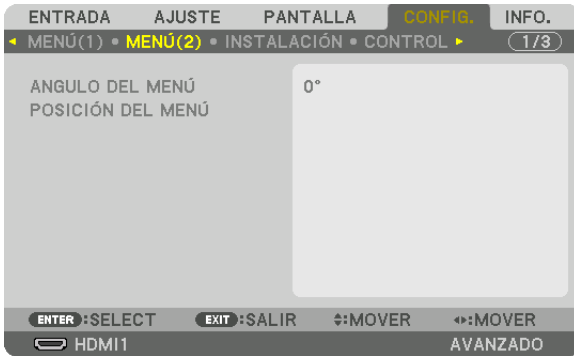 ENTRADA AJUSTE PANTALLA CONFIG. INFO.
MENÚ(1) • MENÚ(2) • INSTALACIÓN • CONTROL 1/3
ANGULO DEL MENÚ 0°
POSICIÓN DEL MENÚ
ENTER :SELECT EXIT :SALIR :MOVER :MOVER
HDMI1 AVANZADO